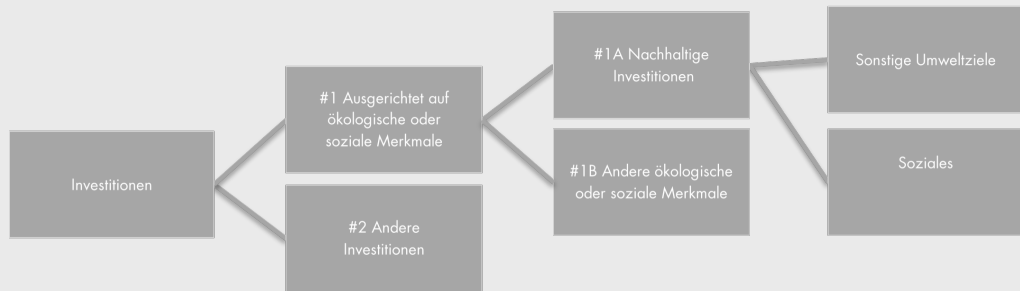 Investitionen
#1 Ausgerichtet auf
ökologische oder
soziale Merkmale
#2 Andere
Investitionen
#1A Nachhaltige
Investitionen
#1B Andere ökologische
oder soziale Merkmale
Sonstige Umweltziele
Soziales